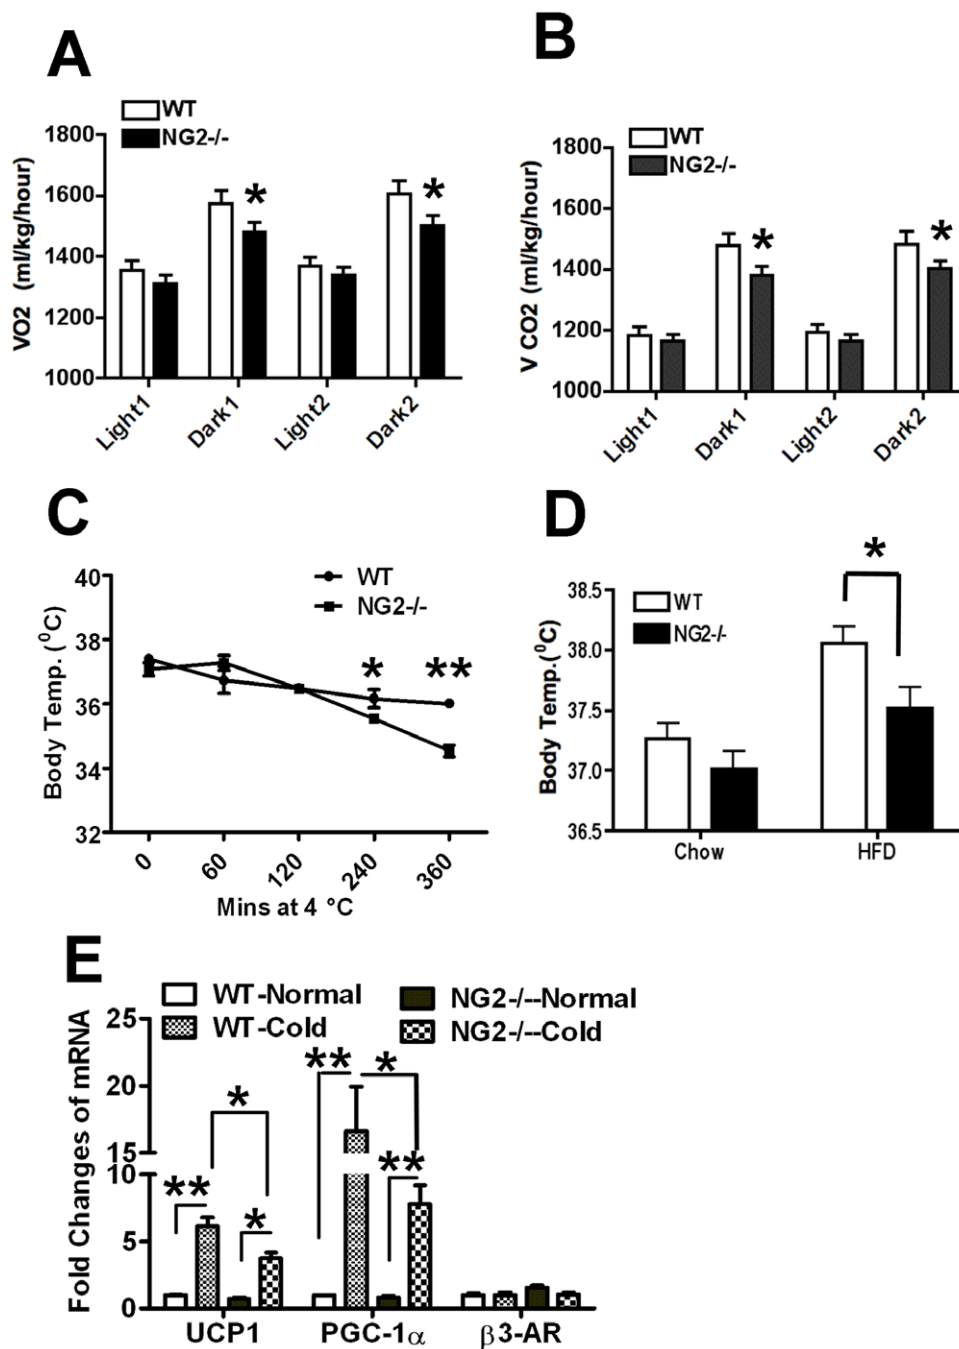 A
WT
NG2-/-
1800
1600
1400
1200
1000
VO2 (ml/kg/hour)
*
*
Light1
Dark1
Light2
Dark2
B
WT
NG2-/-
1800
1600
1400
1200
1000
V CO2 (ml/kg/hour)
*
*
Light1
Dark1
Light2
Dark2
C
WT
NG2-/-
40
38
36
34
32
Body Temp.(⁰C)
*
**
0
60
120
240
360
Mins at 4 °C
D
*
WT
NG2-/-
38.5
38.0
37.5
37.0
36.5
Body Temp.(⁰C)
Chow
HFD
E
WT-Normal
WT-Cold
NG2-/--Normal
NG2-/--Cold
25
20
15
10
5
0
Fold Changes of mRNA
**
*
*
**
*
**
UCP1
PGC-1α
β3-AR